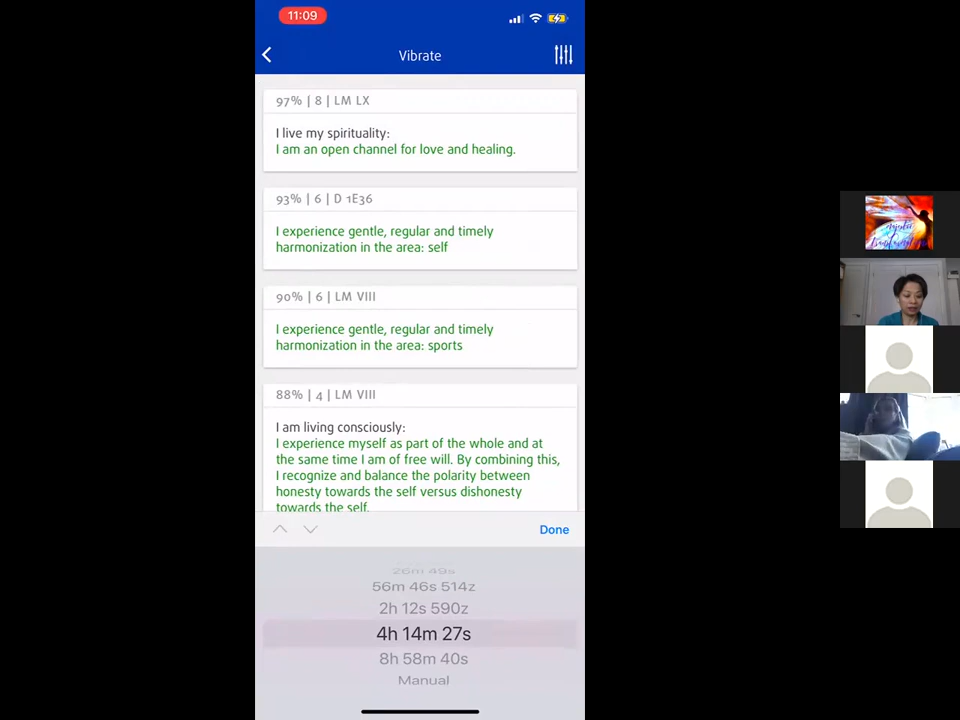 11:09
Vibrate
97% | 8 | LM LX
I live my spirituality:
I am an open channel for love and healing.
93% | 6 | D 1E36
I experience gentle, regular and timely
harmonization in the area: self
90% | 6 | LM VIII
I experience gentle, regular and timely
harmonization in the area: sports
88% | 4 | LM VIII
I am living consciously:
I experience myself as part of the whole and at
the same time I am of free will. By combining this,
I recognize and balance the polarity between
honesty towards the self versus dishonesty
towards the self.
Done
26m 49s
56m 46s 514z
2h 12s 590z
4h 14m 27s
8h 58m 40s
Manual